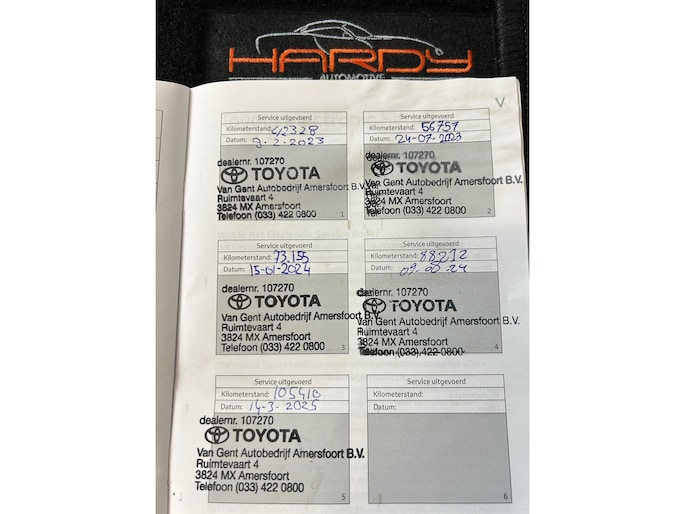 HARDY
AUTOMOTIVE
V
Service uitgevoerd
Kilometerstand: 42328
Datum: 9-2-2023
dealernr. 107270
TOYOTA
Van Gent Autobedrijf Amersfoort B.V.
Ruimtevaart 4
3824 MX Amersfoort
Telefoon (033) 422 0800
1
Service uitgevoerd
Kilometerstand: 56757
Datum: 24-07-2023
dealernr. 107270
TOYOTA
Van Gent Autobedrijf Amersfoort B.V.
Ruimtevaart 4
3824 MX Amersfoort
Telefoon (033) 422 0800
2
Service uitgevoerd
Kilometerstand: 73.155
Datum: 15-01-2024
dealernr. 107270
TOYOTA
Van Gent Autobedrijf Amersfoort B.V.
Ruimtevaart 4
3824 MX Amersfoort
Telefoon (033) 422 0800
3
Service uitgevoerd
Kilometerstand: 88212
Datum:
dealernr. 107270
TOYOTA
Van Gent Autobedrijf Amersfoort B.V.
Ruimtevaart 4
3824 MX Amersfoort
Telefoon (033) 422 0800
4
Service uitgevoerd
Kilometerstand: 105410
Datum: 14-3-2025
dealernr. 107270
TOYOTA
Van Gent Autobedrijf Amersfoort B.V.
Ruimtevaart 4
3824 MX Amersfoort
Telefoon (033) 422 0800
5
Service uitgevoerd
Kilometerstand:
Datum:
6